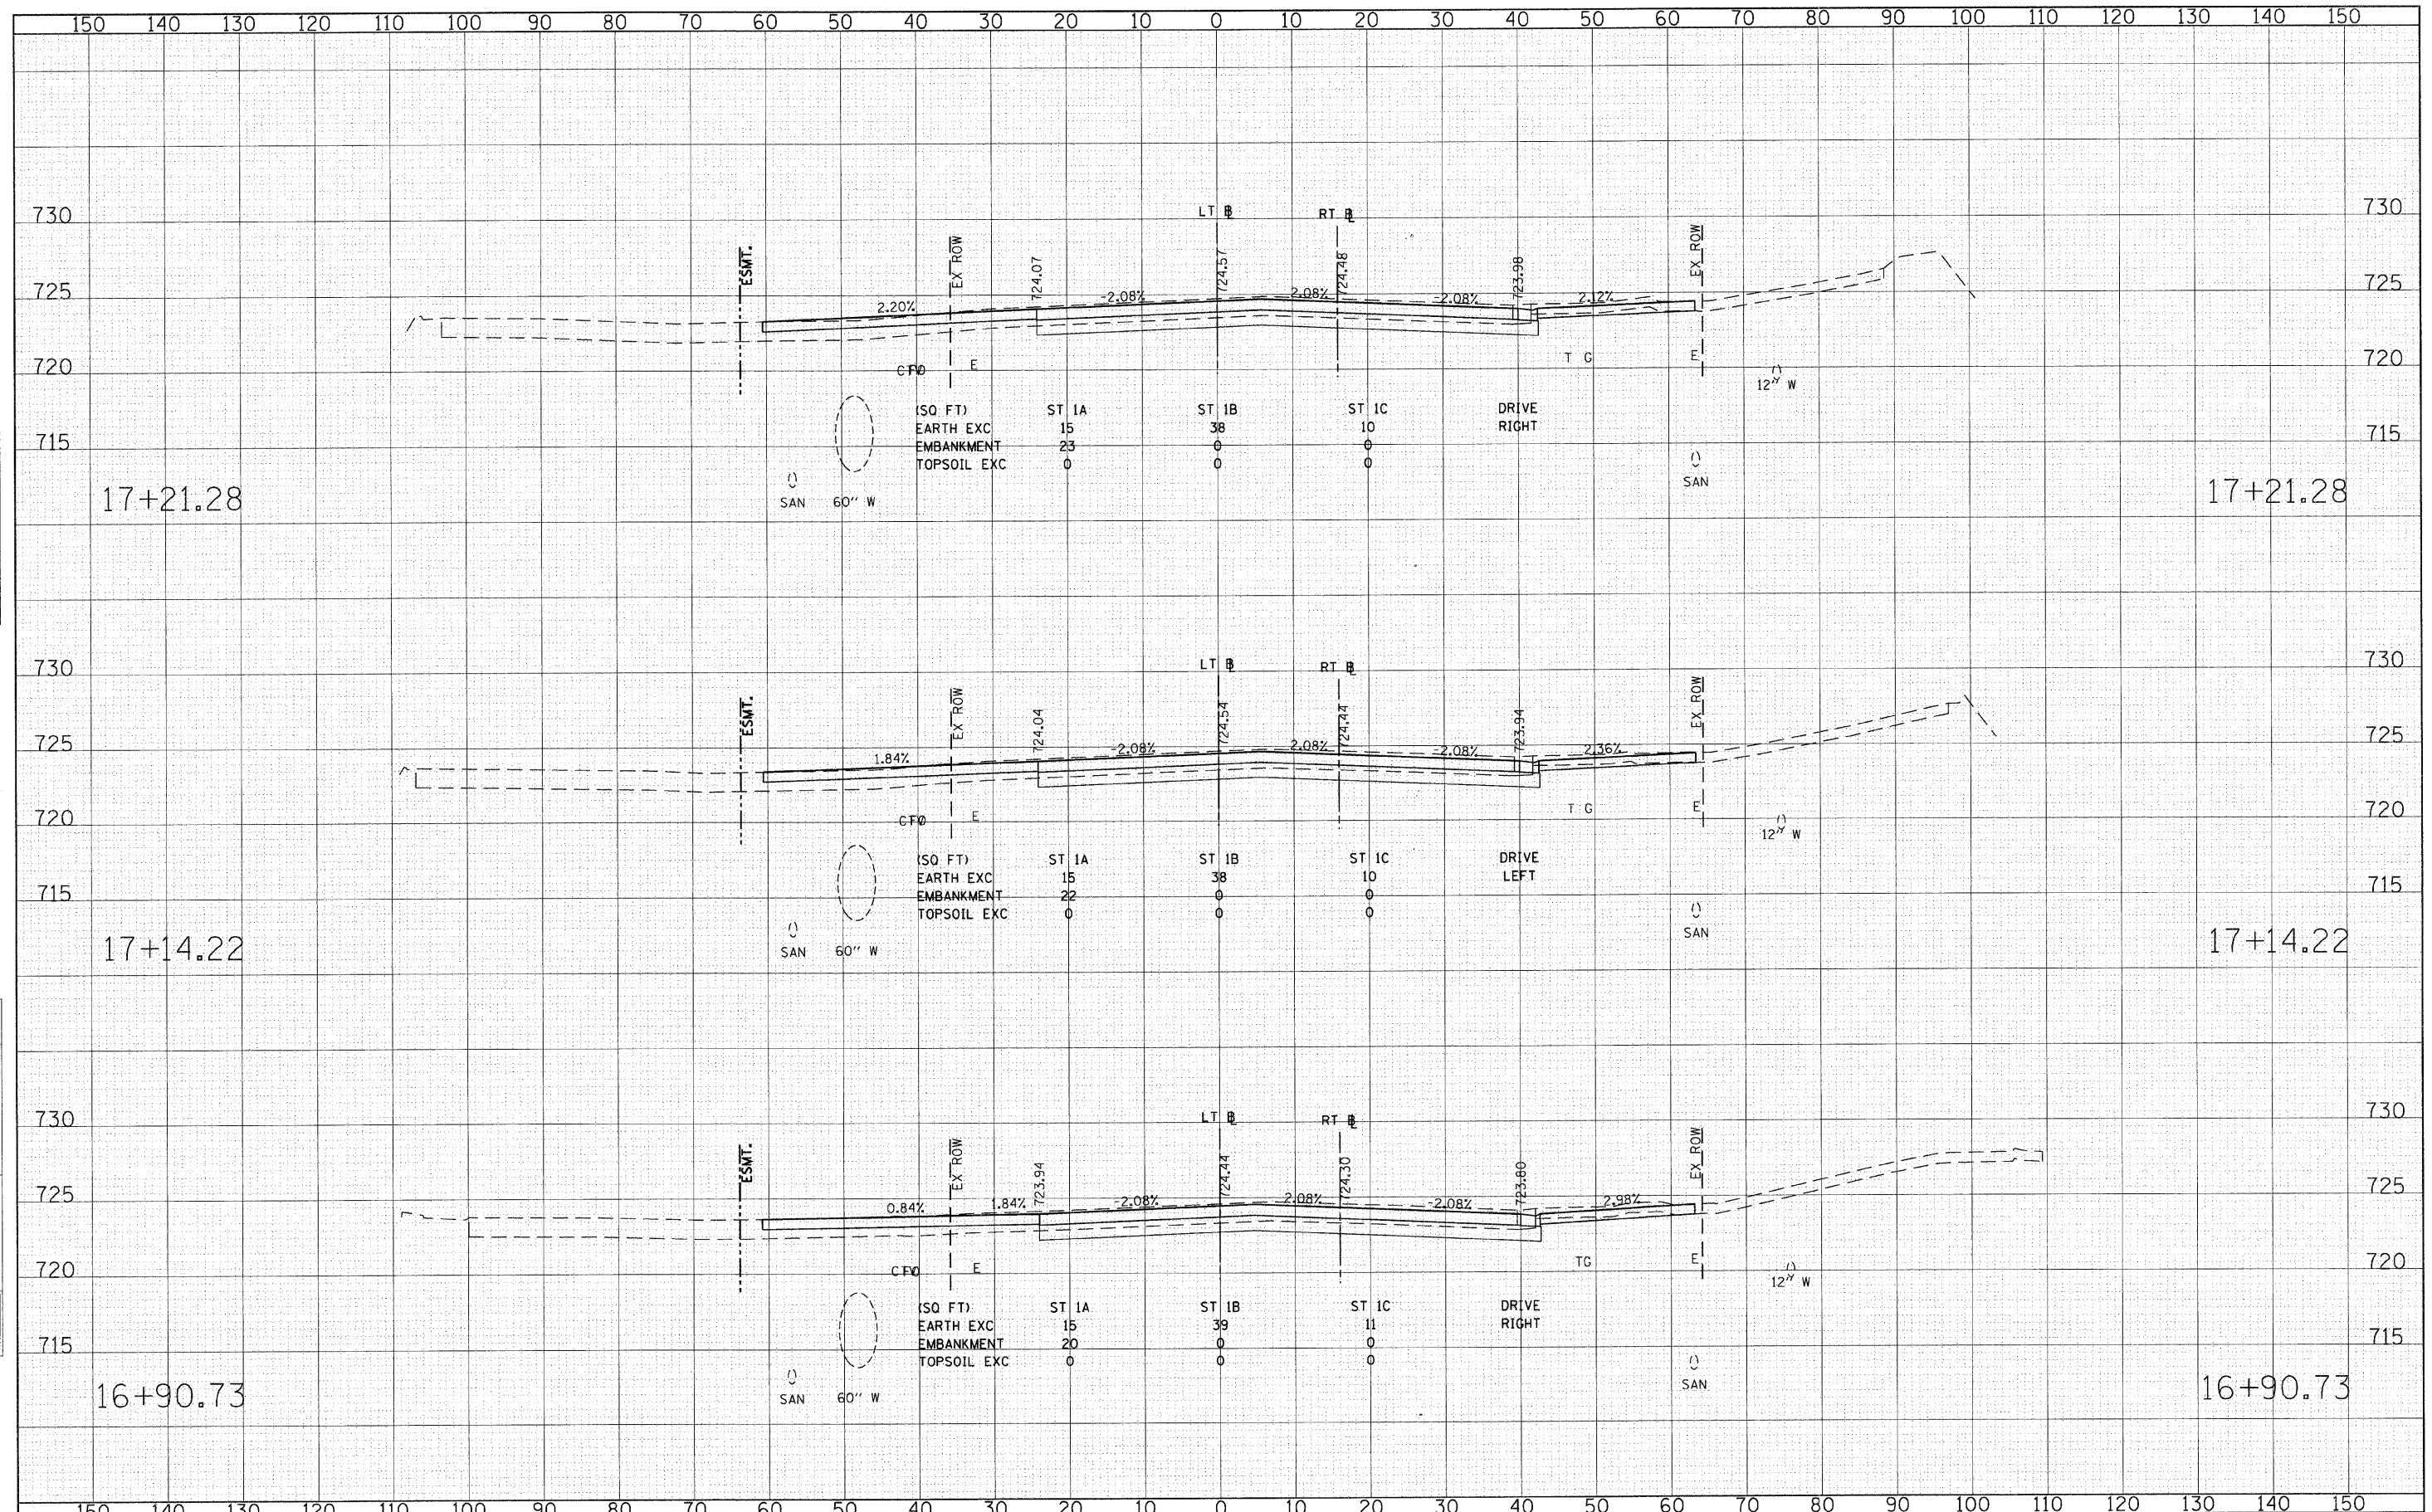 150 140 130 120 110 100 90 80 70 60 50 40 30 20 10 0 10 20 30 40 50 60 70 80 90 100 110 120 130 140 150
LT BL RT BL
730 730
ESMT. EX ROW 724.07 724.57 724.48 723.98 EX ROW
725 2.20% -2.08% 2.08% -2.08% 2.12% 725
720 E T G E 720
12" W
(SQ FT) ST 1A ST 1B ST 1C DRIVE
EARTH EXC 15 38 10 RIGHT
715 EMBANKMENT 23 0 0 715
TOPSOIL EXC 0 0 0
SAN 60" W SAN
17+21.28 17+21.28
LT BL RT BL
730 730
ESMT. EX ROW 724.04 724.54 724.44 723.94 EX ROW
725 1.84% -2.08% 2.08% -2.08% 2.36% 725
720 E T G E 720
12" W
(SQ FT) ST 1A ST 1B ST 1C DRIVE
EARTH EXC 15 38 10 LEFT
715 EMBANKMENT 22 0 0 715
TOPSOIL EXC 0 0 0
SAN 60" W SAN
17+14.22 17+14.22
LT BL RT BL
730 730
ESMT. EX ROW 723.94 724.44 724.30 723.80 EX ROW
725 0.84% 1.84% -2.08% 2.08% -2.08% 2.98% 725
720 E TG E 720
12" W
(SQ FT) ST 1A ST 1B ST 1C DRIVE
EARTH EXC 15 39 11 RIGHT
715 EMBANKMENT 20 0 0 715
TOPSOIL EXC 0 0 0
SAN 60" W SAN
16+90.73 16+90.73
150 140 130 120 110 100 90 80 70 60 50 40 30 20 10 0 10 20 30 40 50 60 70 80 90 100 110 120 130 140 150